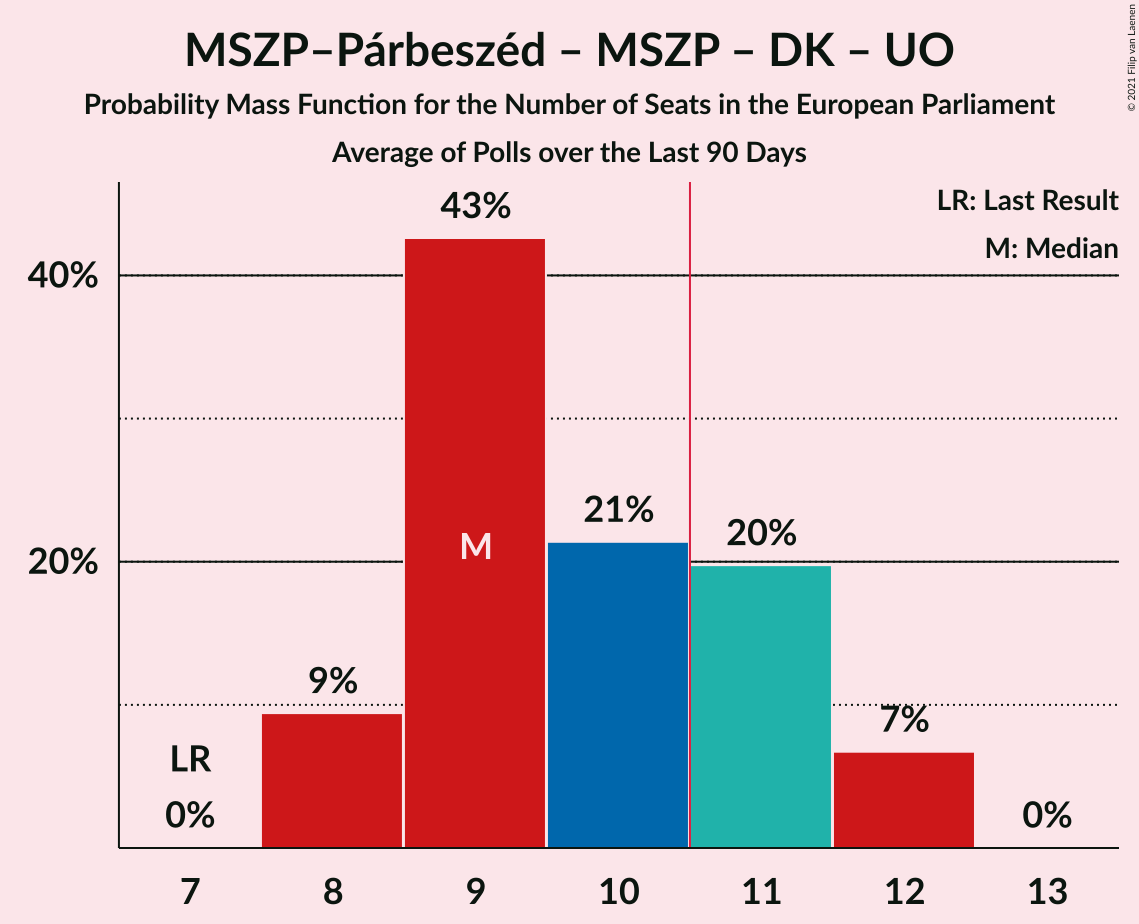 MSZP–Párbeszéd – MSZP – DK – UO
Probability Mass Function for the Number of Seats in the European Parliament
Average of Polls over the Last 90 Days
© 2021 Filip van Laenen
LR: Last Result
M: Median
43%
40%
21%
20%
M
20%
9%
7%
LR
0%
0%
7 8 9 10 11 12 13